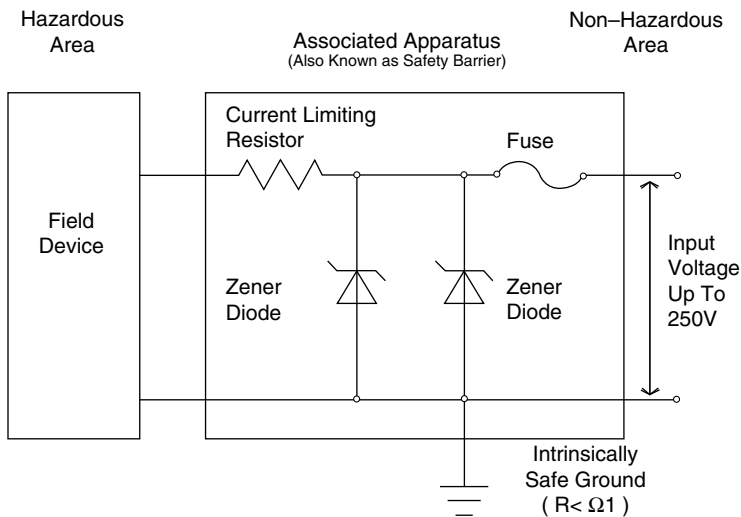 Hazardous
Area
Associated Apparatus
(Also Known as Safety Barrier)
Non–Hazardous
Area
Current Limiting
Resistor
Fuse
Field
Device
Zener
Diode
Zener
Diode
Input
Voltage
Up To
250V
Intrinsically
Safe Ground
( R< Ω1 )